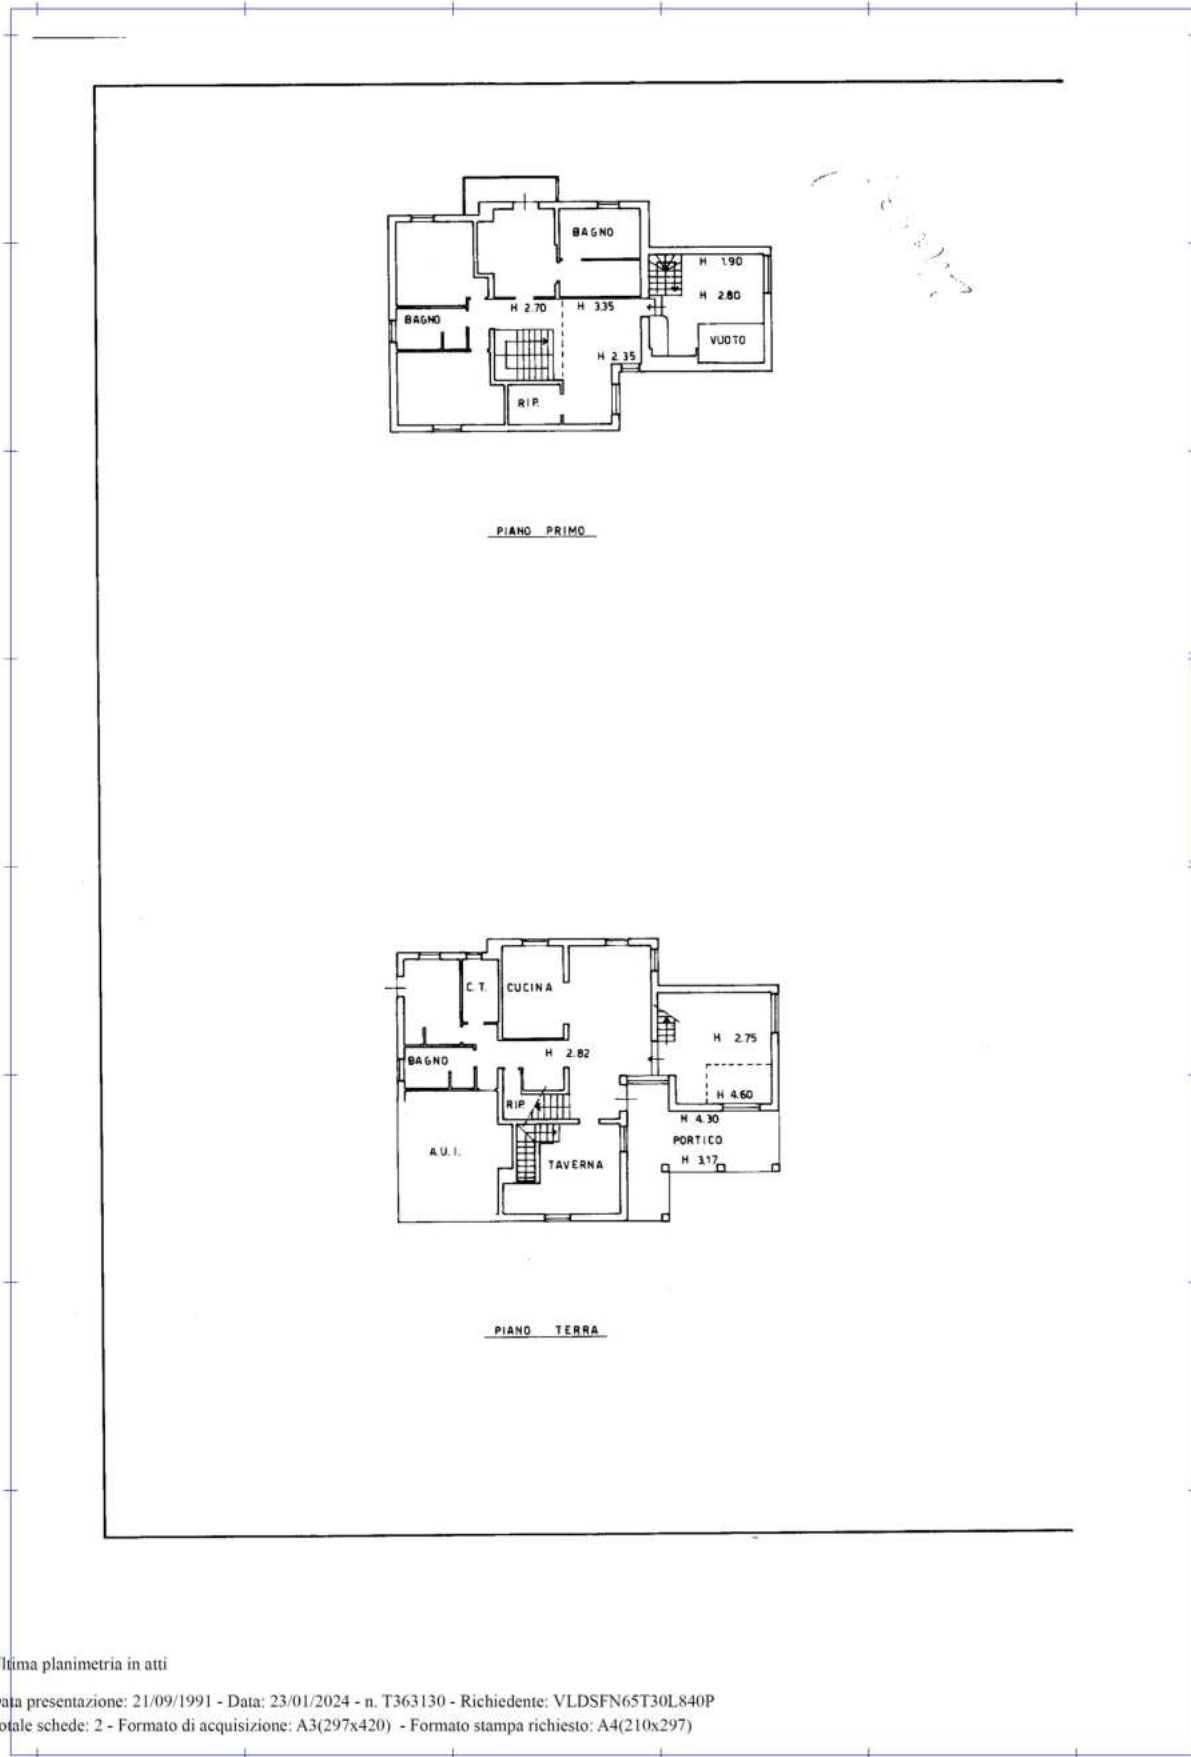 BAGNO
H 1.90
H 2.80
H 2.70
H 3.35
BAGNO
VUOTO
H 2.35
RIP.
PIANO PRIMO
C.T.
CUCINA
H 2.75
H 2.82
BAGNO
H 4.60
RIP.
H 4.30
PORTICO
A.U.I.
H 3.17
TAVERNA
PIANO TERRA
ltima planimetria in atti
ata presentazione: 21/09/1991 - Data: 23/01/2024 - n. T363130 - Richiedente: VLDSFN65T30L840P
otale schede: 2 - Formato di acquisizione: A3(297x420) - Formato stampa richiesto: A4(210x297)